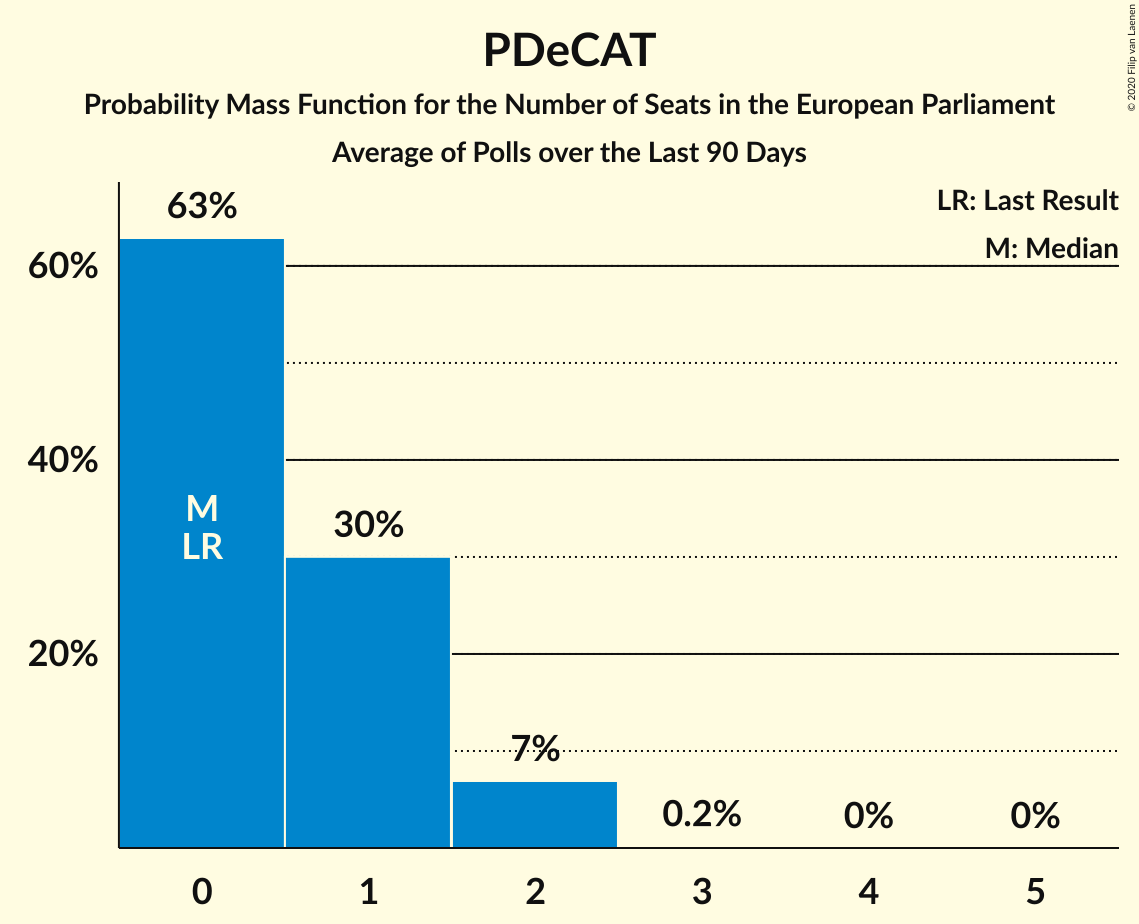 PDeCAT
Probability Mass Function for the Number of Seats in the European Parliament
Average of Polls over the Last 90 Days
© 2020 Filip van Laenen
LR: Last Result
M: Median
63%
60%
40%
M
LR
30%
20%
7%
0.2%
0%
0%
0
1
2
3
4
5